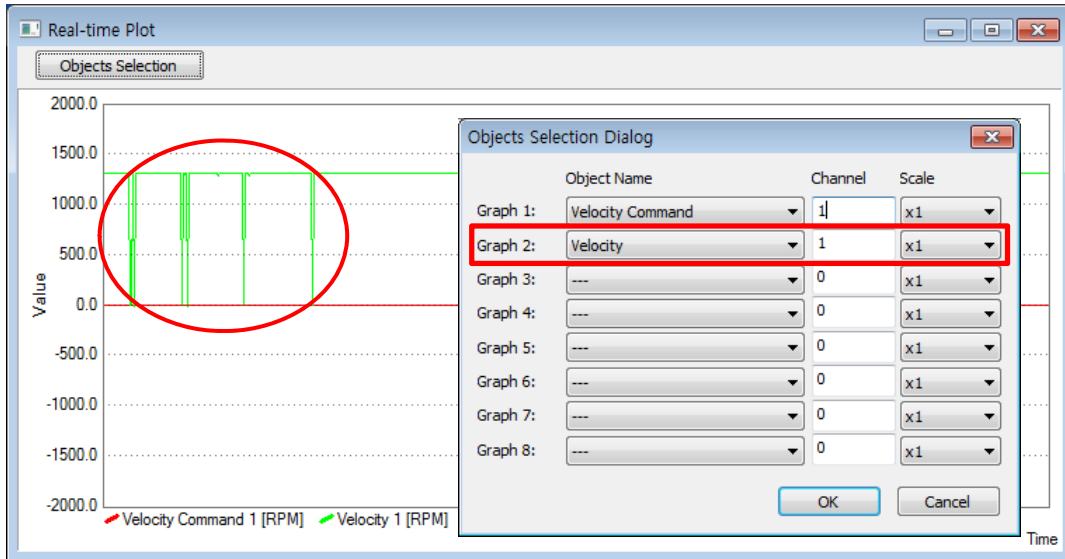 Real-time Plot
Objects Selection
2000.0
1500.0
1000.0
500.0
0.0
-500.0
-1000.0
-1500.0
-2000.0
Value
Velocity Command 1 [RPM] Velocity 1 [RPM]
Time
Objects Selection Dialog
Object Name Channel Scale
Graph 1: Velocity Command 1 x1
Graph 2: Velocity 1 x1
Graph 3: --- 0 x1
Graph 4: --- 0 x1
Graph 5: --- 0 x1
Graph 6: --- 0 x1
Graph 7: --- 0 x1
Graph 8: --- 0 x1
OK Cancel